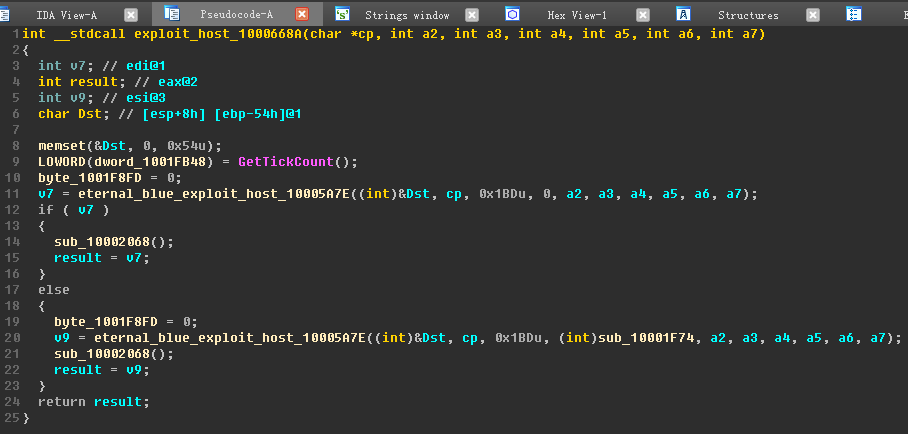 IDA View-A Pseudocode-A Strings window Hex View-1 Structures
1 int __stdcall exploit_host_1000668A(char *cp, int a2, int a3, int a4, int a5, int a6, int a7)
2 {
3 int v7; // edi@1
4 int result; // eax@2
5 int v9; // esi@3
6 char Dst; // [esp+8h] [ebp-54h]@1
7
8 memset(&Dst, 0, 0x54u);
9 LOWORD(dword_1001FB48) = GetTickCount();
10 byte_1001F8FD = 0;
11 v7 = eternal_blue_exploit_host_10005A7E((int)&Dst, cp, 0x1BDu, 0, a2, a3, a4, a5, a6, a7);
12 if ( v7 )
13 {
14 sub_10002068();
15 result = v7;
16 }
17 else
18 {
19 byte_1001F8FD = 0;
20 v9 = eternal_blue_exploit_host_10005A7E((int)&Dst, cp, 0x1BDu, (int)sub_10001F74, a2, a3, a4, a5, a6, a7);
21 sub_10002068();
22 result = v9;
23 }
24 return result;
25 }